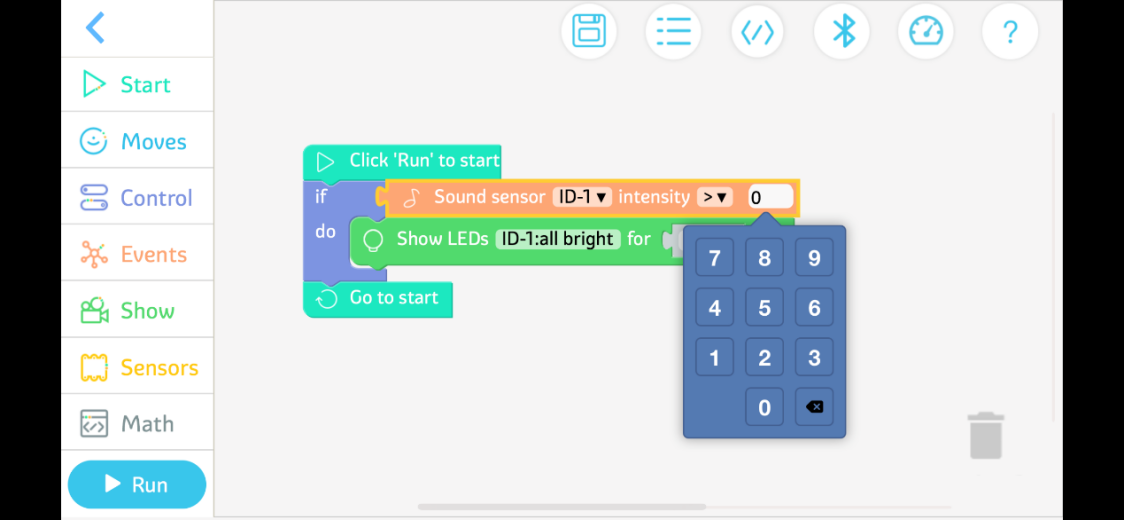 Start
Moves
Control
Events
Show
Sensors
Math
Run
?
Click 'Run' to start
if Sound sensor ID-1 ▾ intensity > ▾ 0
do Show LEDs ID-1:all bright for
Go to start
7 8 9
4 5 6
1 2 3
0